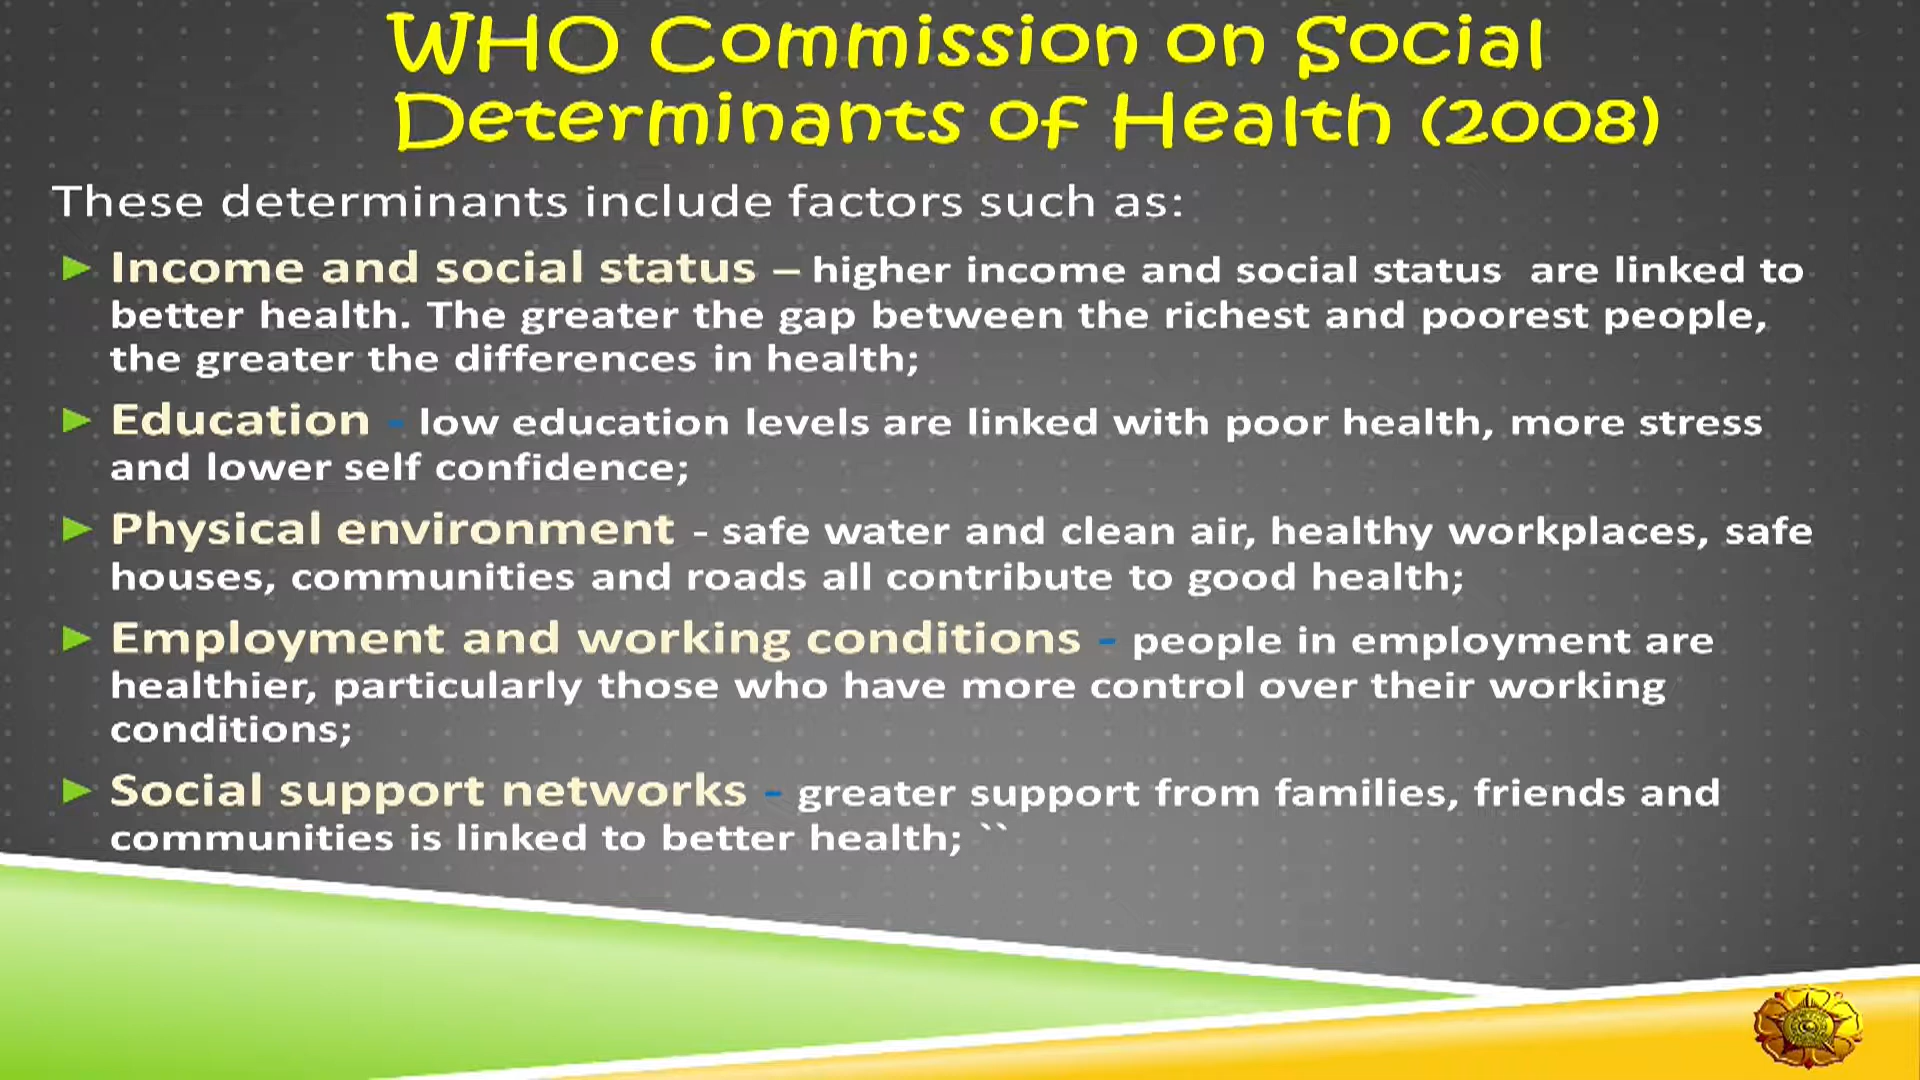 WHO Commission on Social
Determinants of Health (2008)
These determinants include factors such as:
Income and social status – higher income and social status are linked to
better health. The greater the gap between the richest and poorest people,
the greater the differences in health;
Education - low education levels are linked with poor health, more stress
and lower self confidence;
Physical environment - safe water and clean air, healthy workplaces, safe
houses, communities and roads all contribute to good health;
Employment and working conditions - people in employment are
healthier, particularly those who have more control over their working
conditions;
Social support networks - greater support from families, friends and
communities is linked to better health; ``